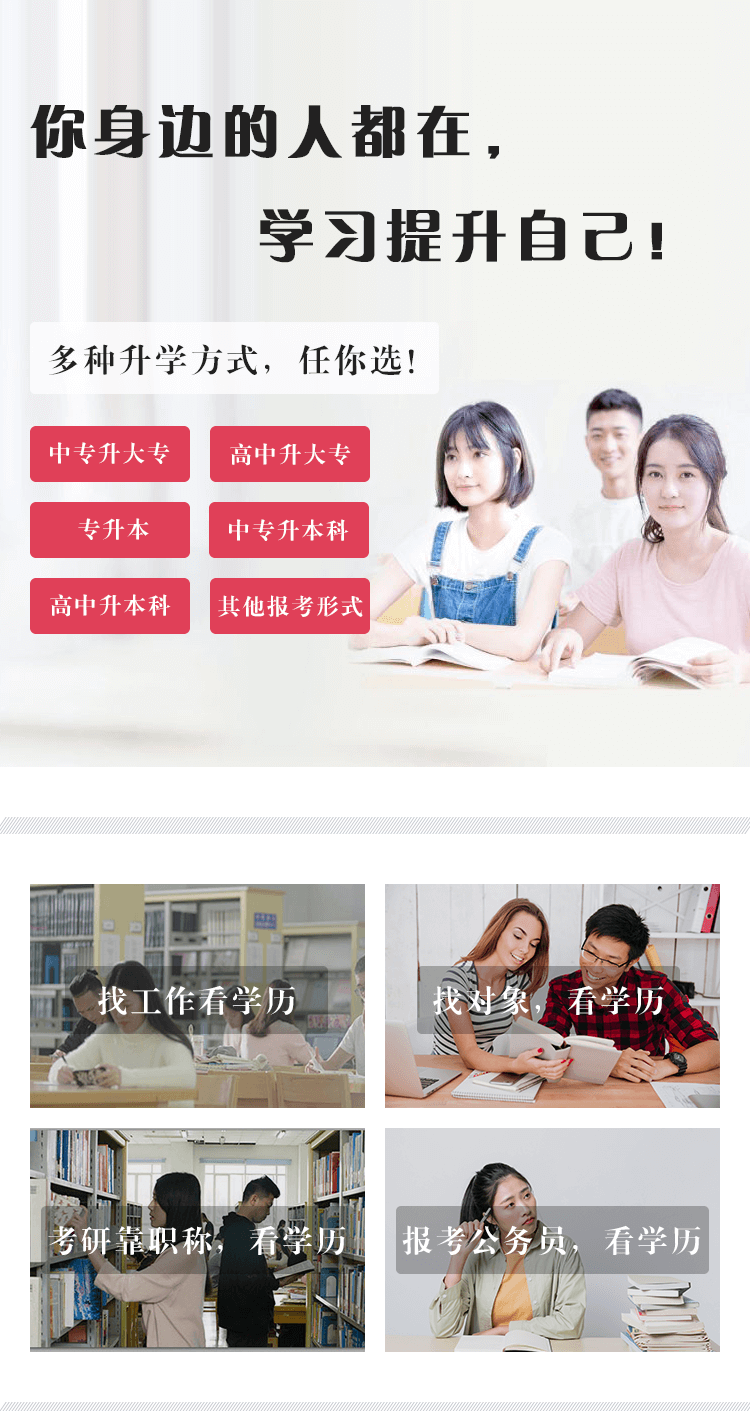 你身边的人都在，
学习提升自己！
多种升学方式，任你选！
中专升大专
高中升大专
专升本
中专升本科
高中升本科
其他报考形式
找工作看学历
找对象，看学历
考研靠职称，看学历
报考公务员，看学历